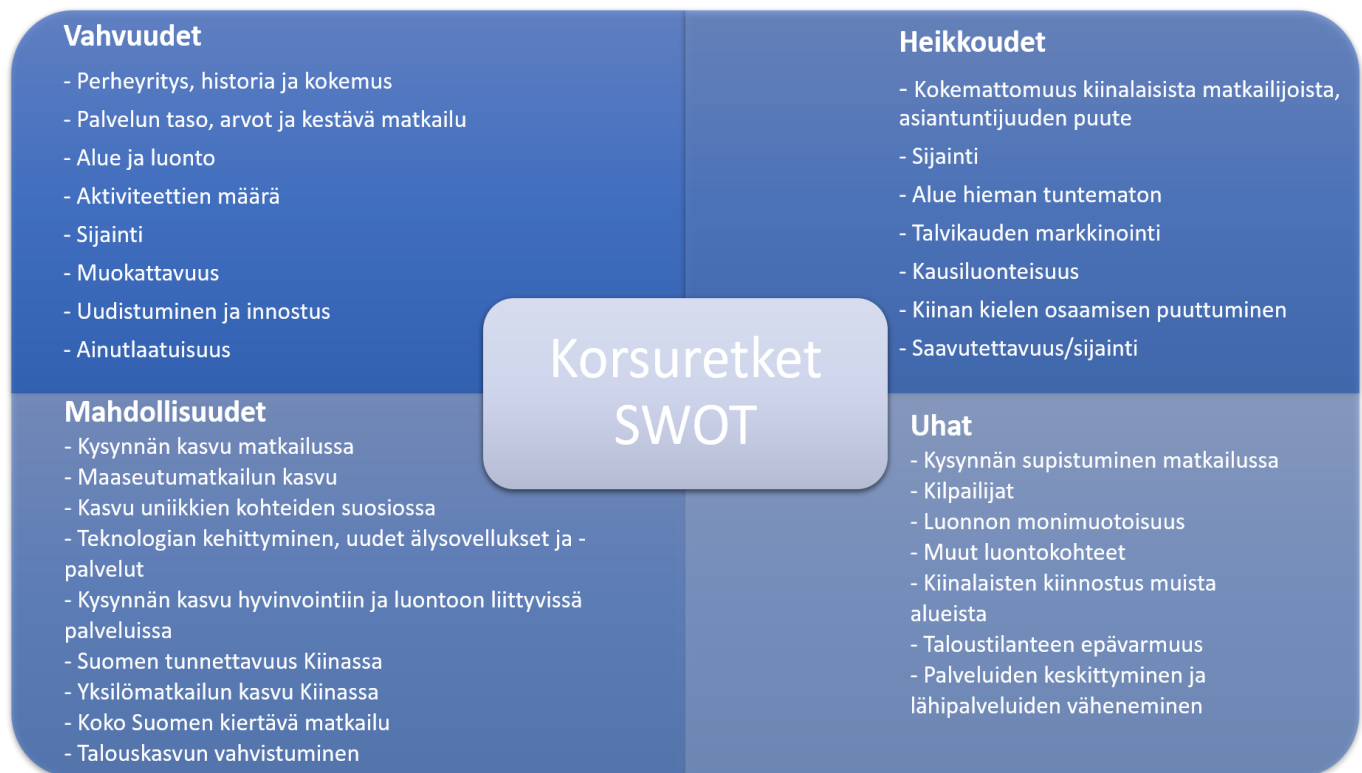 Vahvuudet
- Perheyritys, historia ja kokemus
- Palvelun taso, arvot ja kestävä matkailu
- Alue ja luonto
- Aktiviteettien määrä
- Sijainti
- Muokattavuus
- Uudistuminen ja innostus
- Ainutlaatuisuus
Heikkoudet
- Kokemattomuus kiinalaisista matkailijoista,
asiantuntijuuden puute
- Sijainti
- Alue hieman tuntematon
- Talvikauden markkinointi
- Kausiluonteisuus
- Kiinan kielen osaamisen puuttuminen
- Saavutettavuus/sijainti
Korsuretket
SWOT
Mahdollisuudet
- Kysynnän kasvu matkailussa
- Maaseutumatkailun kasvu
- Kasvu uniikkien kohteiden suosiossa
- Teknologian kehittyminen, uudet älysovellukset ja -
palvelut
- Kysynnän kasvu hyvinvointiin ja luontoon liittyvissä
palveluissa
- Suomen tunnettavuus Kiinassa
- Yksilömatkailun kasvu Kiinassa
- Koko Suomen kiertävä matkailu
- Talouskasvun vahvistuminen
Uhat
- Kysynnän supistuminen matkailussa
- Kilpailijat
- Luonnon monimuotoisuus
- Muut luontokohteet
- Kiinalaisten kiinnostus muista
alueista
- Taloustilanteen epävarmuus
- Palveluiden keskittyminen ja
lähipalveluiden väheneminen